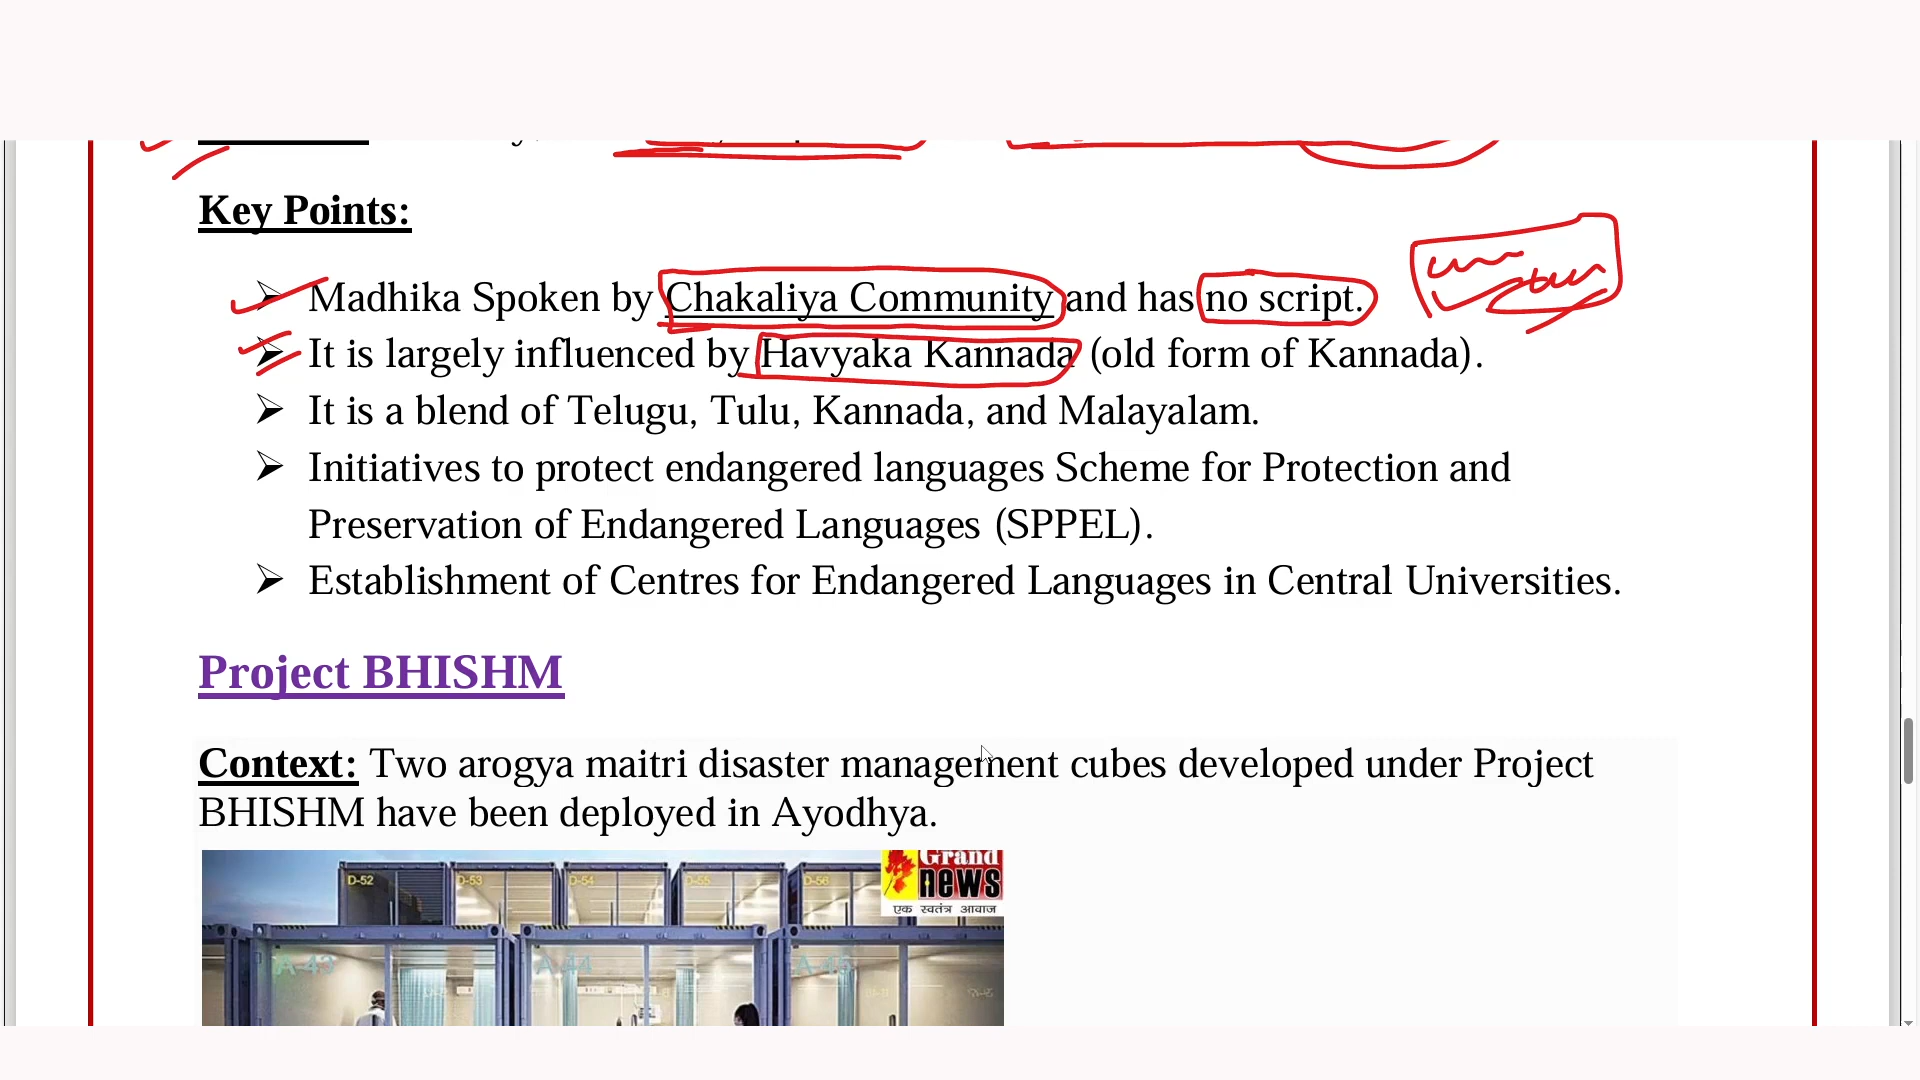 Key Points:
➢ Madhika Spoken by Chakaliya Community and has no script.
➢ It is largely influenced by Havyaka Kannada (old form of Kannada).
➢ It is a blend of Telugu, Tulu, Kannada, and Malayalam.
➢ Initiatives to protect endangered languages Scheme for Protection and
Preservation of Endangered Languages (SPPEL).
➢ Establishment of Centres for Endangered Languages in Central Universities.
Project BHISHM
Context: Two arogya maitri disaster management cubes developed under Project
BHISHM have been deployed in Ayodhya.
Grand
news
एक स्वतंत्र आवाज
D-52 D-53 D-54 D-55 D-56
A-43 A-44 A-45